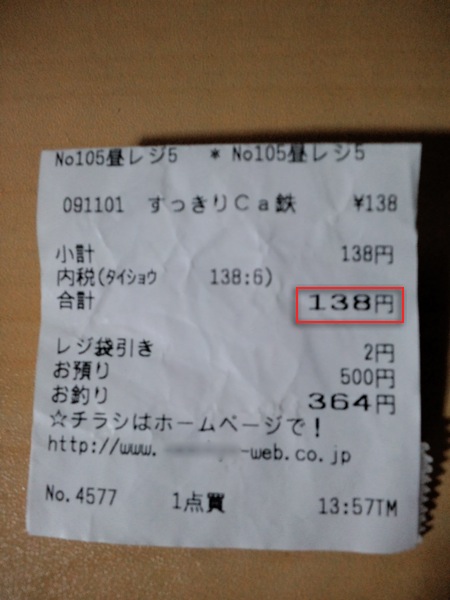 No105昼レジ5 * No105昼レジ5
091101 すっきりCa鉄 ¥138
小計 138円
内税(タイショウ 138:6)
合計 138円
レジ袋引き 2円
お預り 500円
お釣り 364円
☆チラシはホームページで!
http://www. -web.co.jp
No.4577 1点買 13:57TM